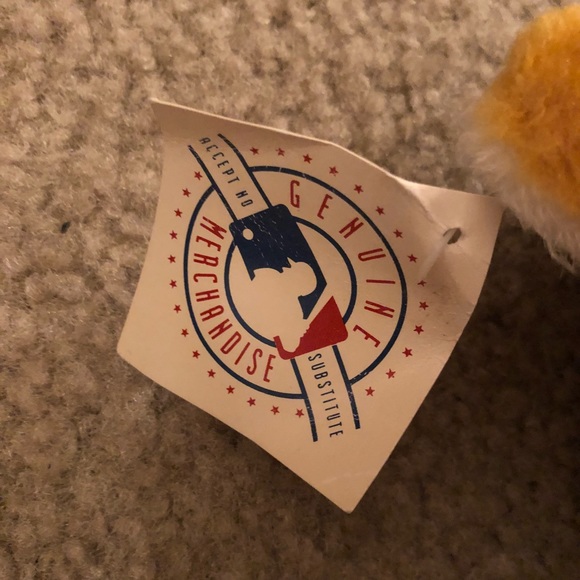 GENUINE
MERCHANDISE
ACCEPT NO
SUBSTITUTE